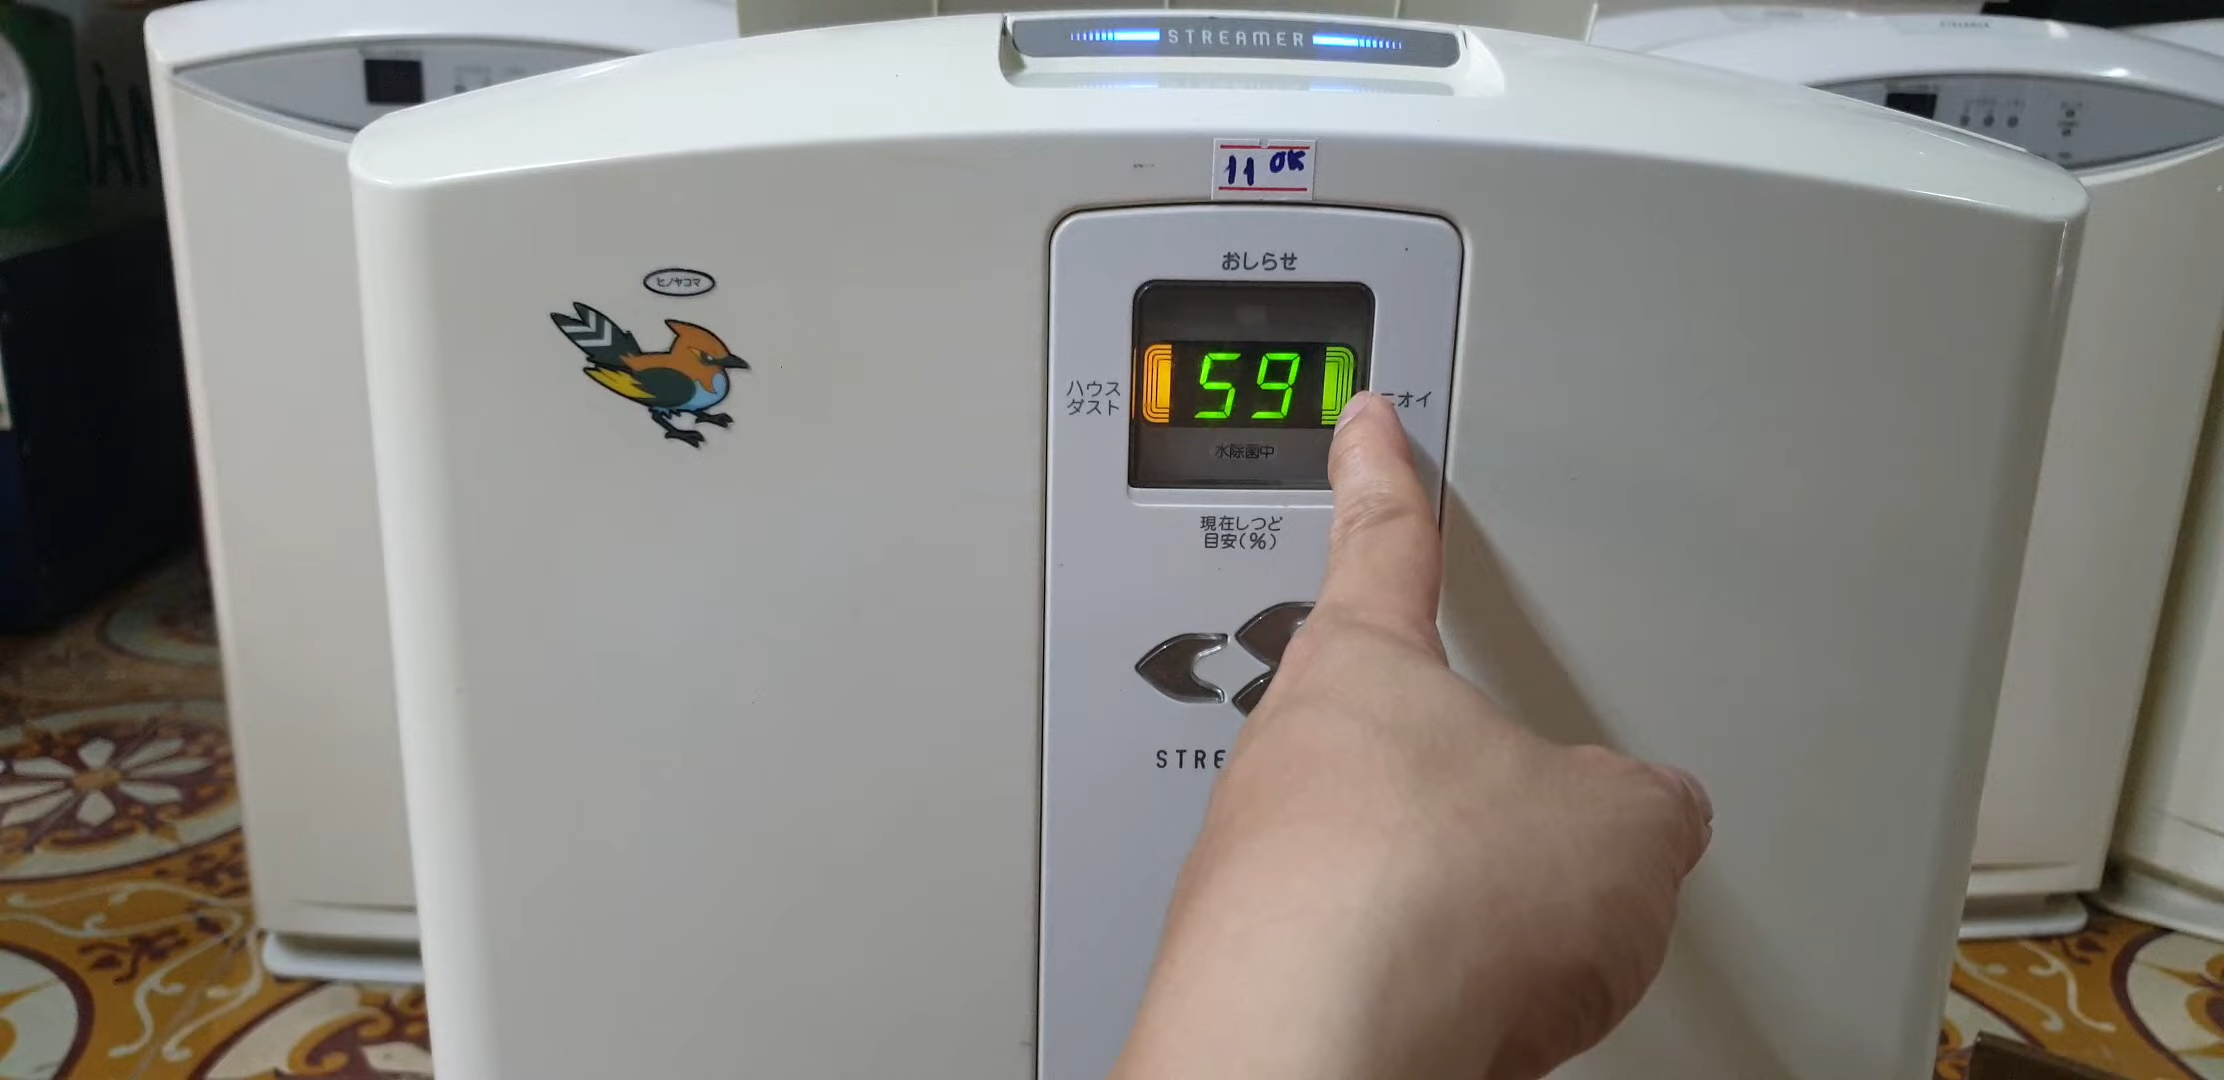 STREAMER
11 OK
おしらせ
ヒノヤコマ
59
ハウス
ダスト
ニオイ
水除菌中
現在しつど
目安(%)
STRE